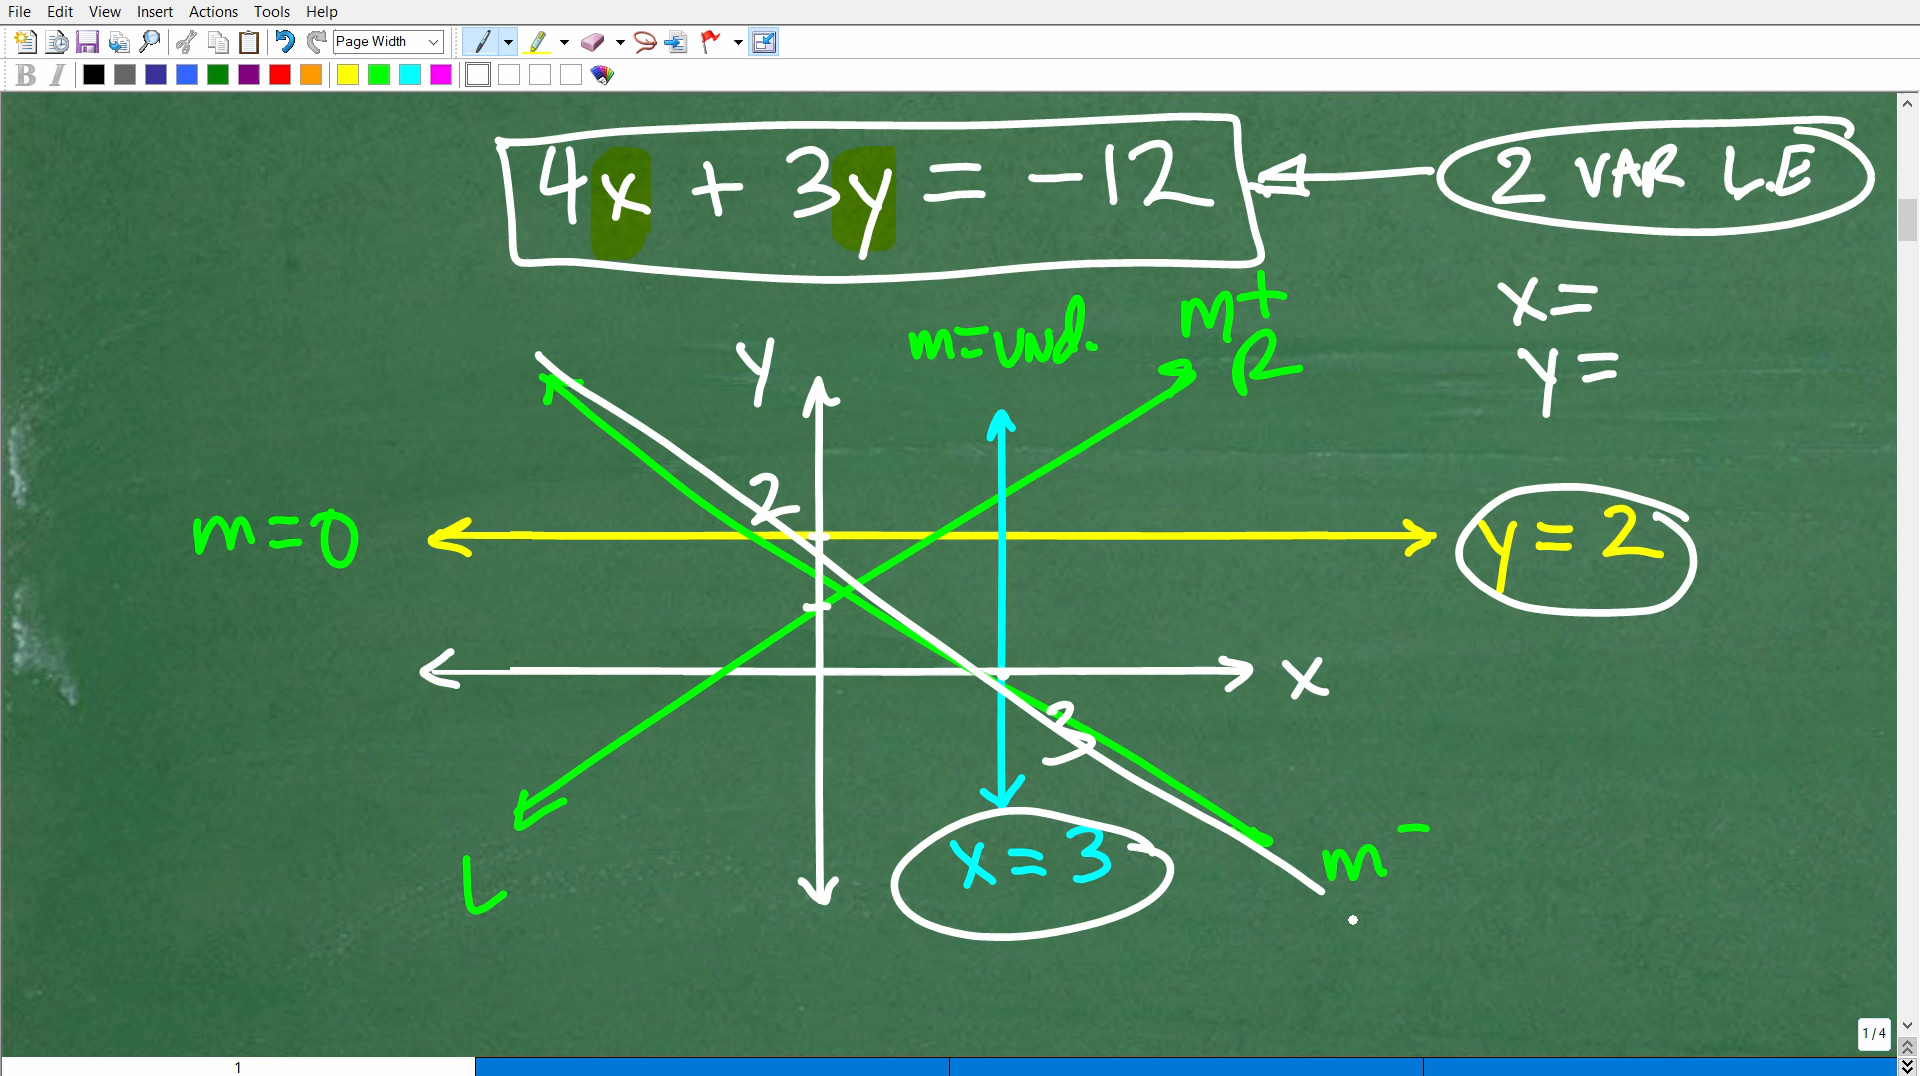 File Edit View Insert Actions Tools Help
Page Width
B I
4x + 3y = -12
2 VAR L.E
x =
y =
y
m = und.
m +
R
2
m = 0
y = 2
x
3
x = 3
L
m -
1 / 4
1